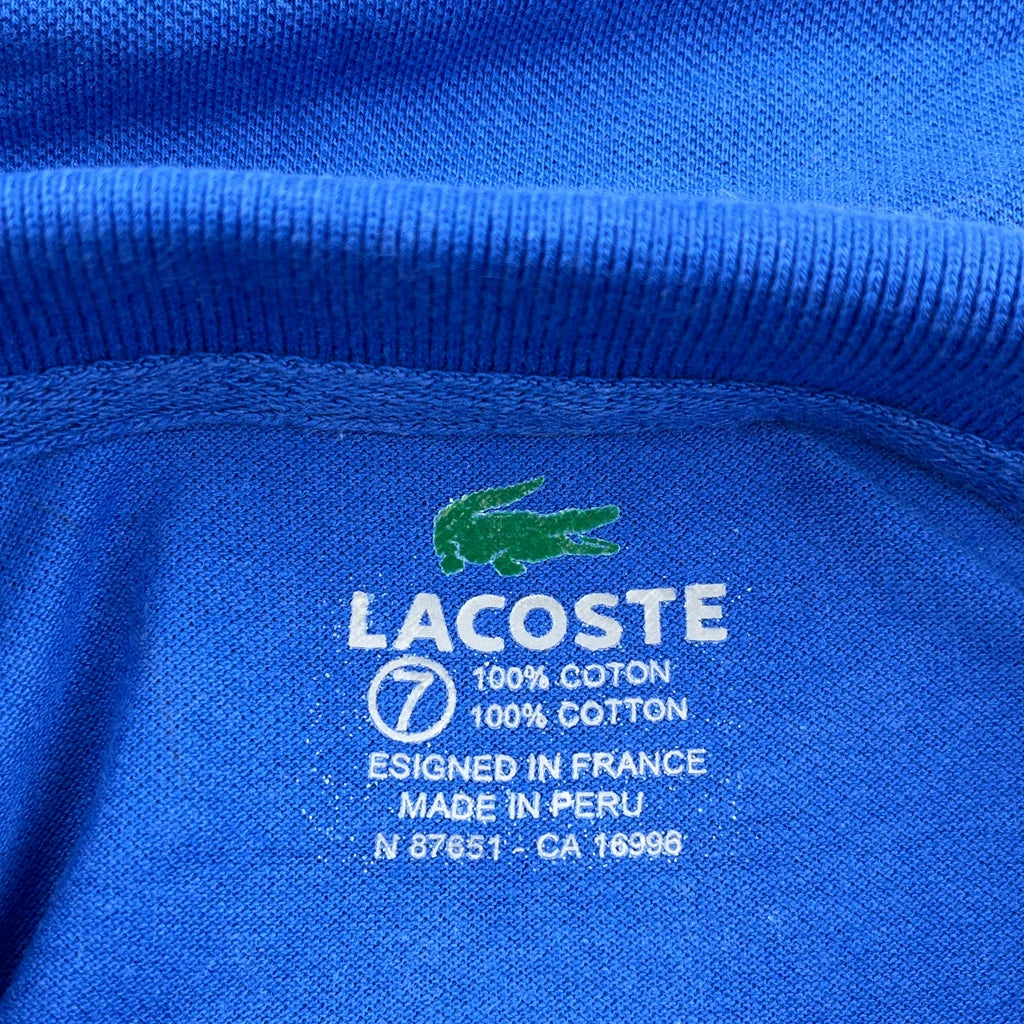 LACOSTE
7 100% COTON
100% COTTON
ESIGNED IN FRANCE
MADE IN PERU
N 87651 - CA 16996